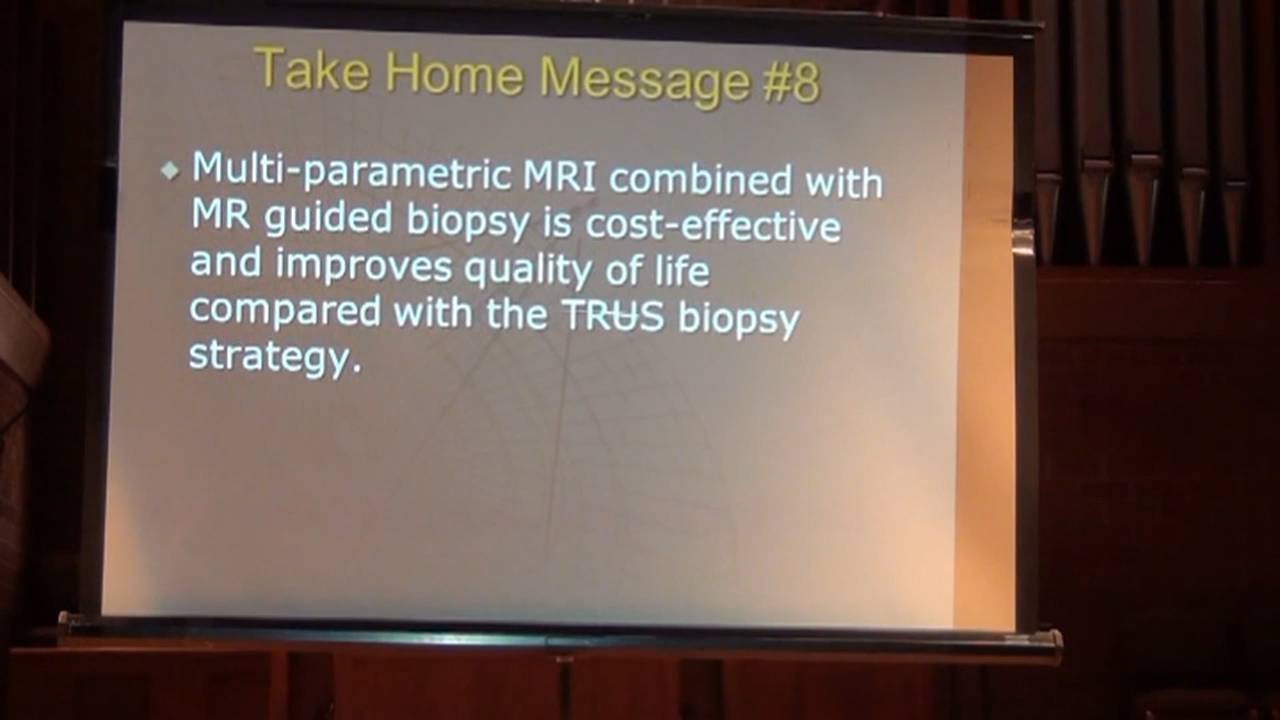 Take Home Message #8
Multi-parametric MRI combined with
MR guided biopsy is cost-effective
and improves quality of life
compared with the TRUS biopsy
strategy.